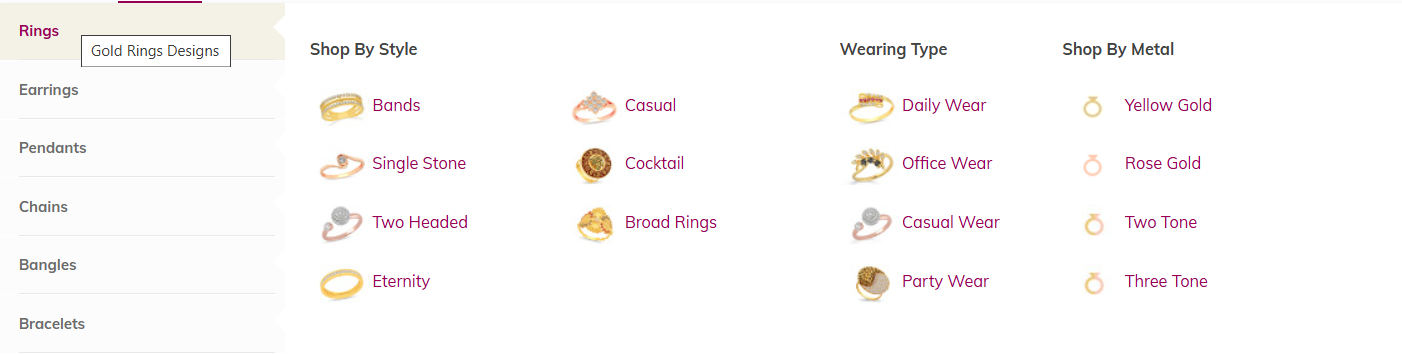 Rings
Gold Rings Designs
Earrings
Pendants
Chains
Bangles
Bracelets
Shop By Style
Bands
Casual
Single Stone
Cocktail
Two Headed
Broad Rings
Eternity
Wearing Type
Daily Wear
Office Wear
Casual Wear
Party Wear
Shop By Metal
Yellow Gold
Rose Gold
Two Tone
Three Tone